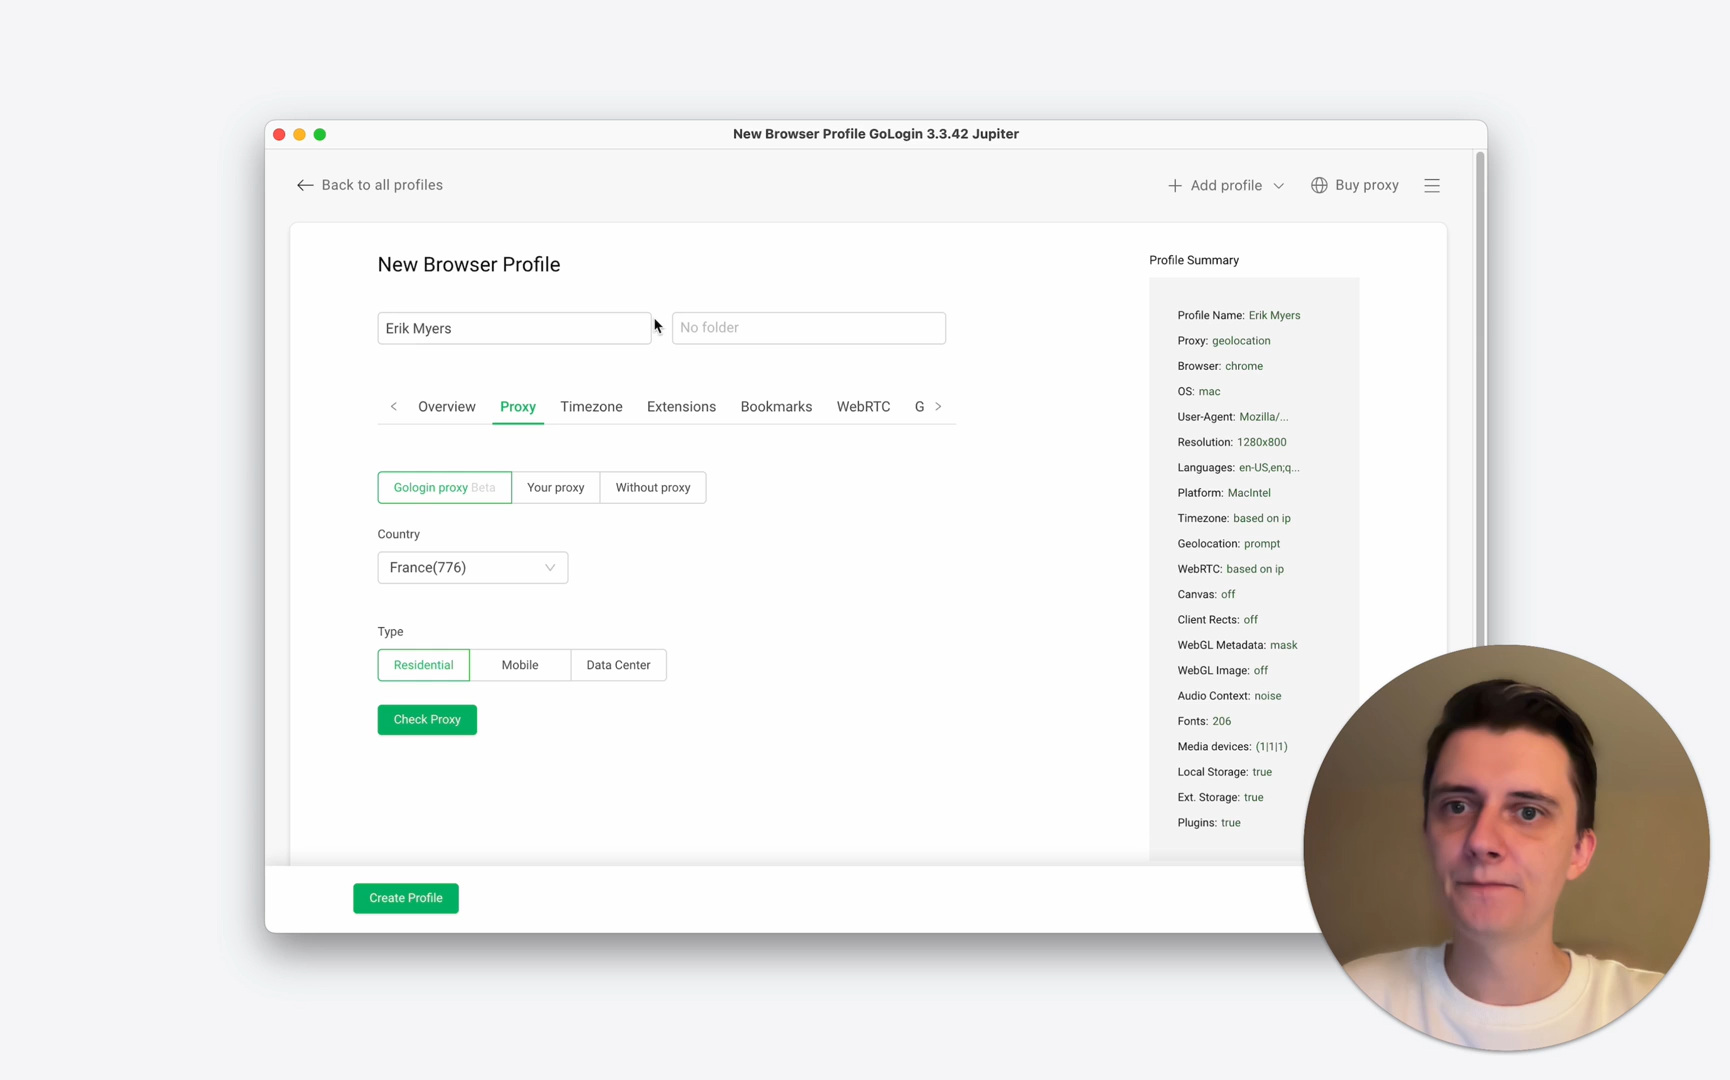 New Browser Profile GoLogin 3.3.42 Jupiter
Back to all profiles
Add profile
Buy proxy
New Browser Profile
Erik Myers
No folder
Overview
Proxy
Timezone
Extensions
Bookmarks
WebRTC
G
Gologin proxy Beta
Your proxy
Without proxy
Country
France(776)
Type
Residential
Mobile
Data Center
Check Proxy
Create Profile
Profile Summary
Profile Name: Erik Myers
Proxy: geolocation
Browser: chrome
OS: mac
User-Agent: Mozilla/...
Resolution: 1280x800
Languages: en-US,en;q...
Platform: MacIntel
Timezone: based on ip
Geolocation: prompt
WebRTC: based on ip
Canvas: off
Client Rects: off
WebGL Metadata: mask
WebGL Image: off
Audio Context: noise
Fonts: 206
Media devices: (1|1|1)
Local Storage: true
Ext. Storage: true
Plugins: true